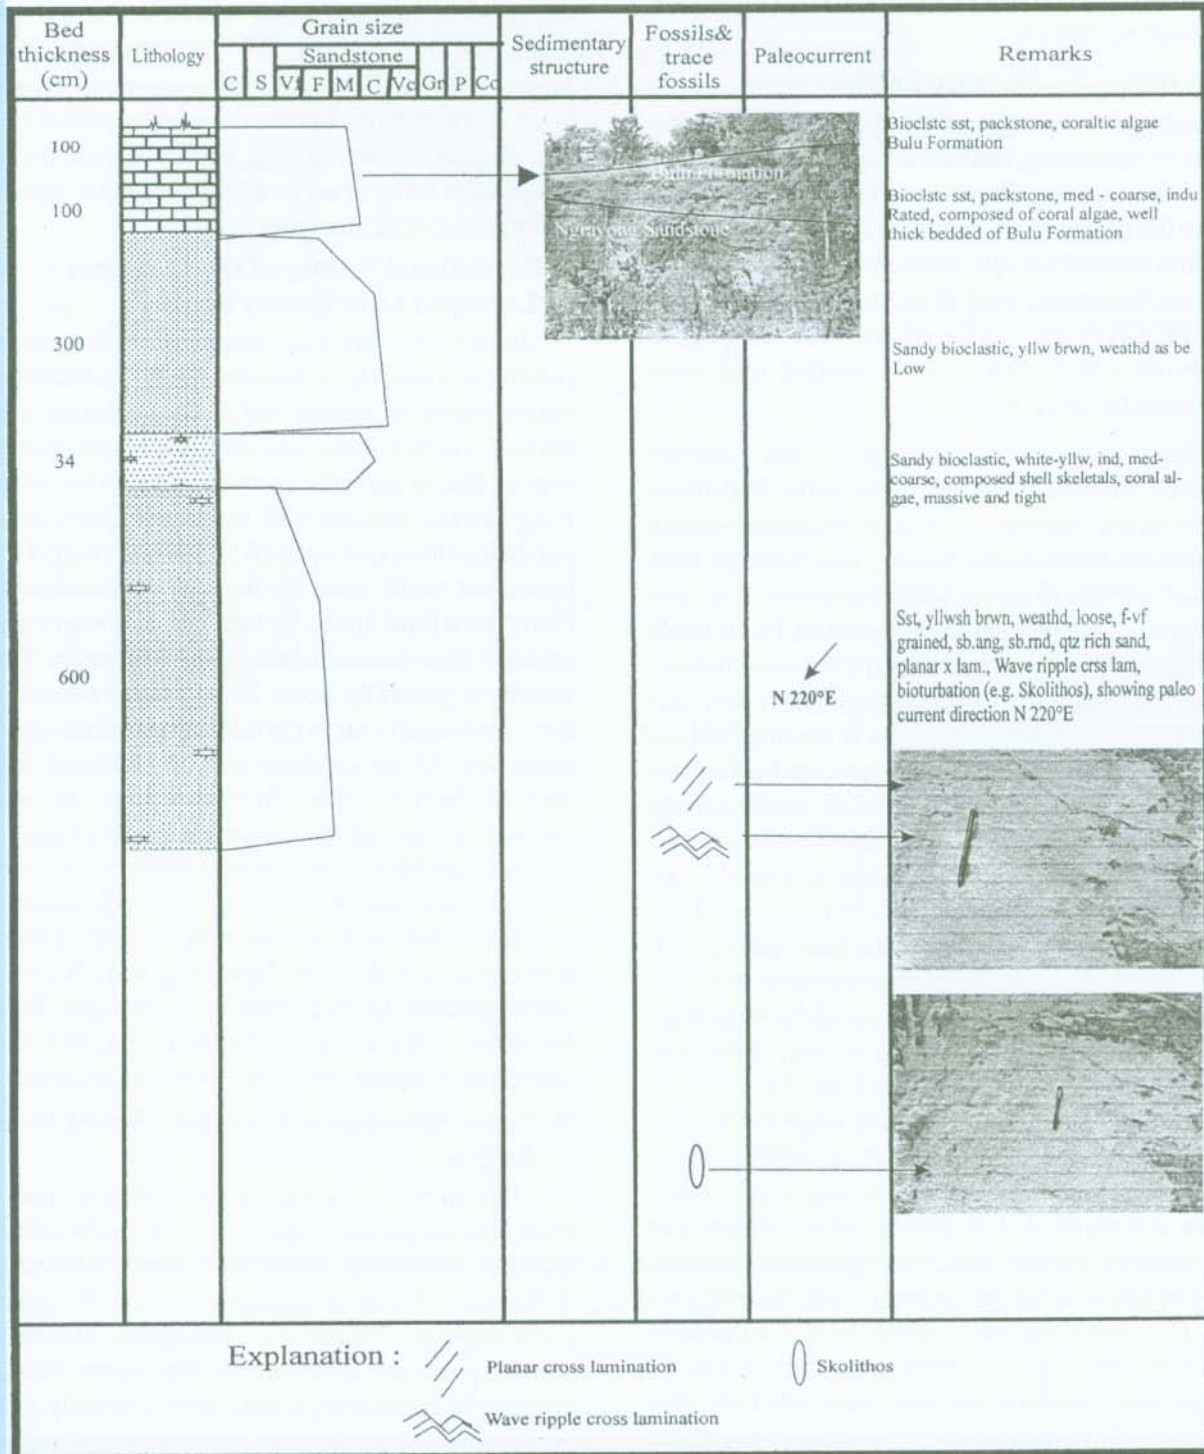 Bed
thickness
(cm)
Lithology
Grain size
Sandstone
C S Vf F M C Vc Gr P Cc
Sedimentary
structure
Fossils&
trace
fossils
Paleocurrent
Remarks
100
Bulu Formation
Bioclstc sst, packstone, coraltic algae
Bulu Formation
100
Ngrayong Sandstone
Bioclstc sst, packstone, med - coarse, indu
Rated, composed of coral algae, well
thick bedded of Bulu Formation
300
Sandy bioclastic, yllw brwn, weathd as be
Low
34
Sandy bioclastic, white-yllw, ind, med-
coarse, composed shell skeletals, coral al-
gae, massive and tight
600
N 220°E
Sst, yllwsh brwn, weathd, loose, f-vf
grained, sb.ang, sb.rnd, qtz rich sand,
planar x lam., Wave ripple crss lam,
bioturbation (e.g. Skolithos), showing paleo
current direction N 220°E
Explanation :
Planar cross lamination
Skolithos
Wave ripple cross lamination